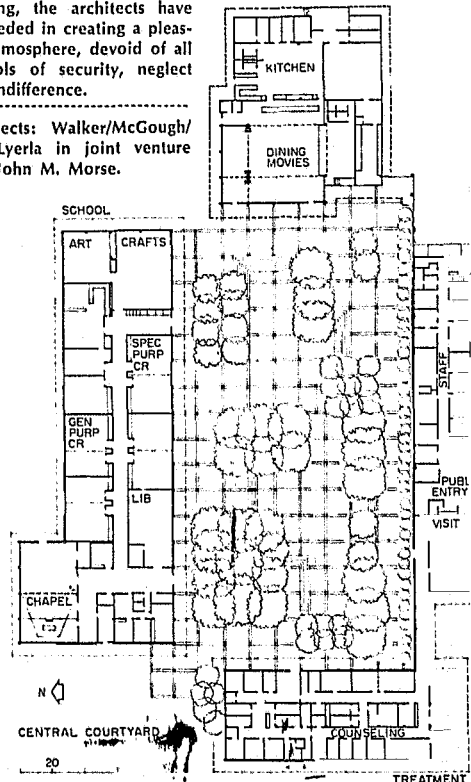 ng, the architects have
eded in creating a pleas-
mosphere, devoid of all
ols of security, neglect
ndifference.
ects: Walker/McGough/
Lyerla in joint venture
John M. Morse.
KITCHEN
DINING
MOVIES
SCHOOL
ART
CRAFTS
SPEC
PURP
CR
STAFF
GEN
PURP
CR
LIB
PUBL
ENTRY
VISIT
CHAPEL
N
CENTRAL COURTYARD
COUNSELING
20
TREATMENT